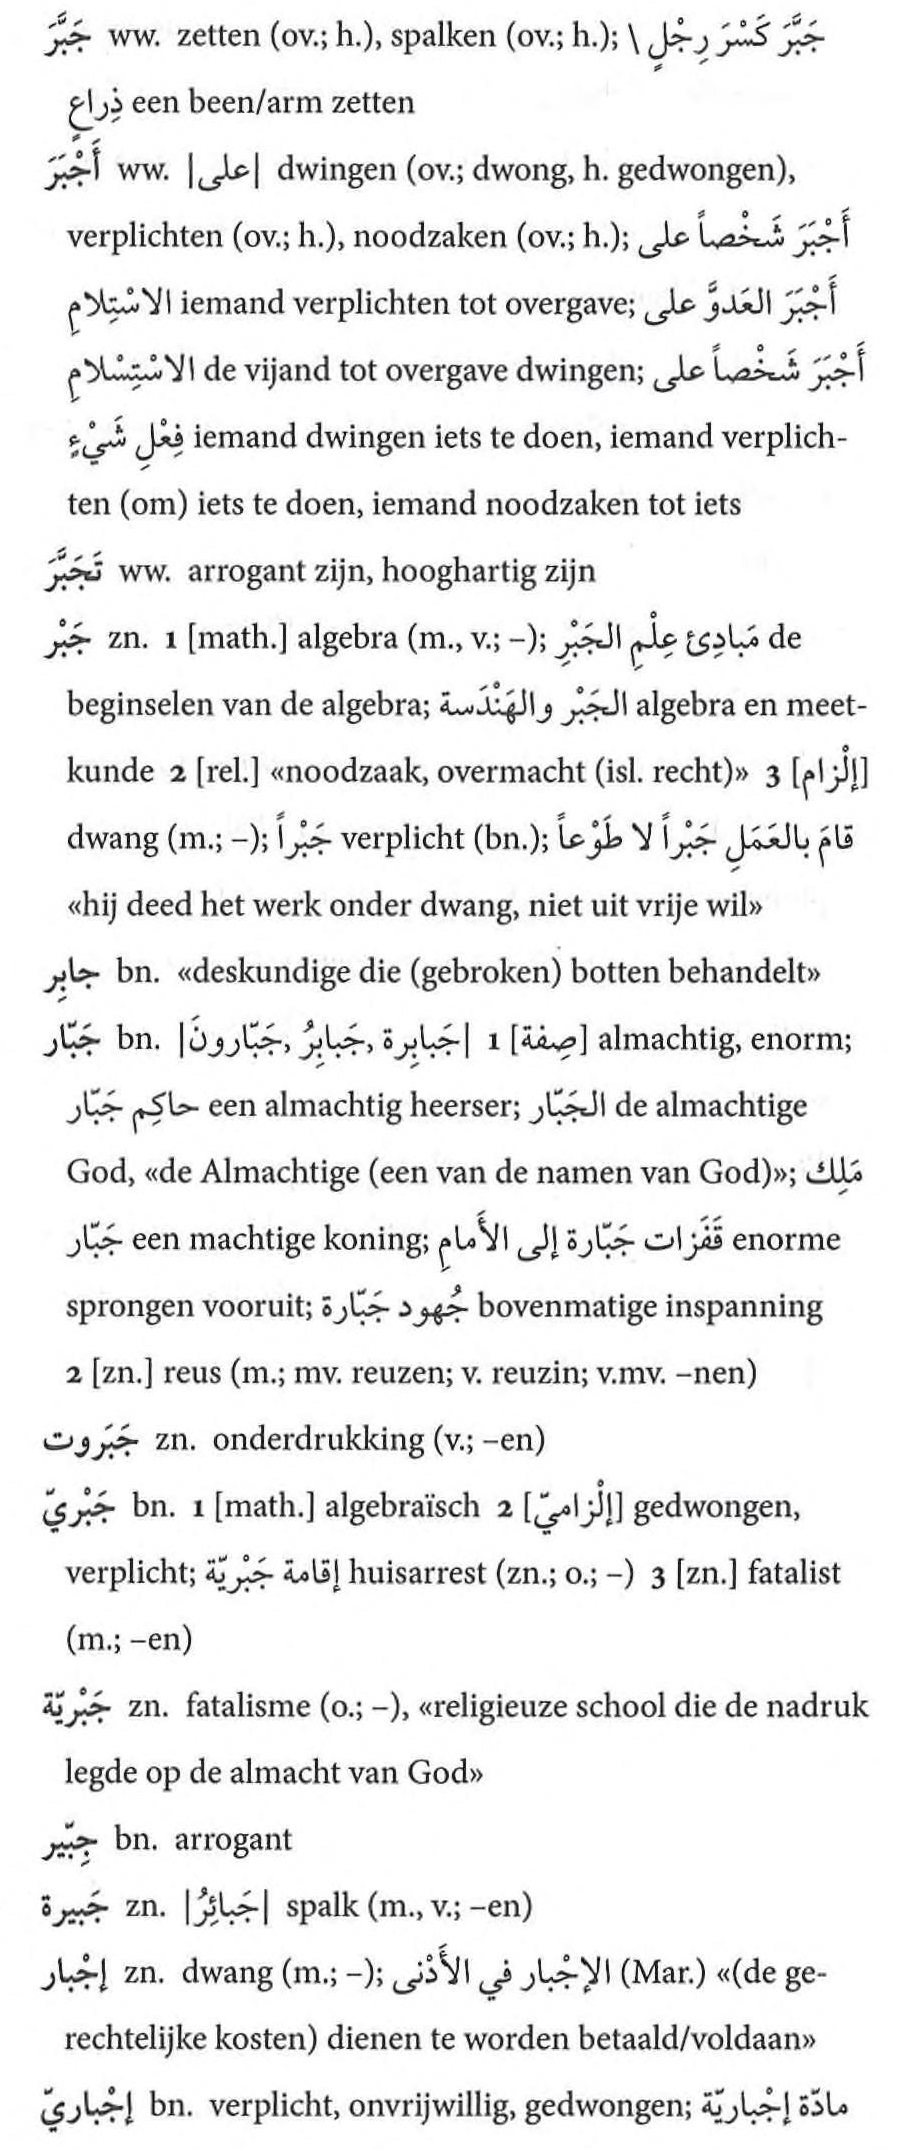 جَبَّرَ ww. zetten (ov.; h.), spalken (ov.; h.); جَبَّرَ كَسْرَ رِجْلٍ \
ذِراعٍ een been/arm zetten
أَجْبَرَ ww. |على| dwingen (ov.; dwong, h. gedwongen),
verplichten (ov.; h.), noodzaken (ov.; h.); أَجْبَرَ شَخْصاً على
الاسْتِلامِ iemand verplichten tot overgave; أَجْبَرَ العَدوَّ على
الاسْتِسْلامِ de vijand tot overgave dwingen; أَجْبَرَ شَخْصاً على
فِعْلِ شَيْءٍ iemand dwingen iets te doen, iemand verplich-
ten (om) iets te doen, iemand noodzaken tot iets
تَجَبَّرَ ww. arrogant zijn, hooghartig zijn
جَبْر zn. 1 [math.] algebra (m., v.; –); مَبادِئ عِلْمِ الجَبْرِ de
beginselen van de algebra; الجَبْر والهَنْدَسة algebra en meet-
kunde 2 [rel.] «noodzaak, overmacht (isl. recht)» 3 [إلْزام]
dwang (m.; –); جَبْراً verplicht (bn.); قامَ بالعَمَلِ جَبْراً لا طَوْعاً
«hij deed het werk onder dwang, niet uit vrije wil»
جابِر bn. «deskundige die (gebroken) botten behandelt»
جَبّار bn. |جَبابِرة, جَبابِرُ, جَبّارونَ| 1 [صِفة] almachtig, enorm;
حاكِم جَبّار een almachtig heerser; الجَبّار de almachtige
God, «de Almachtige (een van de namen van God)»; مَلِك
جَبّار een machtige koning; قَفَزات جَبّارة إلى الأَمامِ enorme
sprongen vooruit; جُهود جَبّارة bovenmatige inspanning
2 [zn.] reus (m.; mv. reuzen; v. reuzin; v.mv. –nen)
جَبَروت zn. onderdrukking (v.; –en)
جَبْريّ bn. 1 [math.] algebraïsch 2 [إلْزاميّ] gedwongen,
verplicht; إقامة جَبْريّة huisarrest (zn.; o.; –) 3 [zn.] fatalist
(m.; –en)
جَبْريّة zn. fatalisme (o.; –), «religieuze school die de nadruk
legde op de almacht van God»
جِبّير bn. arrogant
جَبيرة zn. |جَبائِرُ| spalk (m., v.; –en)
إجْبار zn. dwang (m.; –); الإجْبار في الأَدْنى (Mar.) «(de ge-
rechtelijke kosten) dienen te worden betaald/voldaan»
إجْباريّ bn. verplicht, onvrijwillig, gedwongen; مادّة إجْباريّة